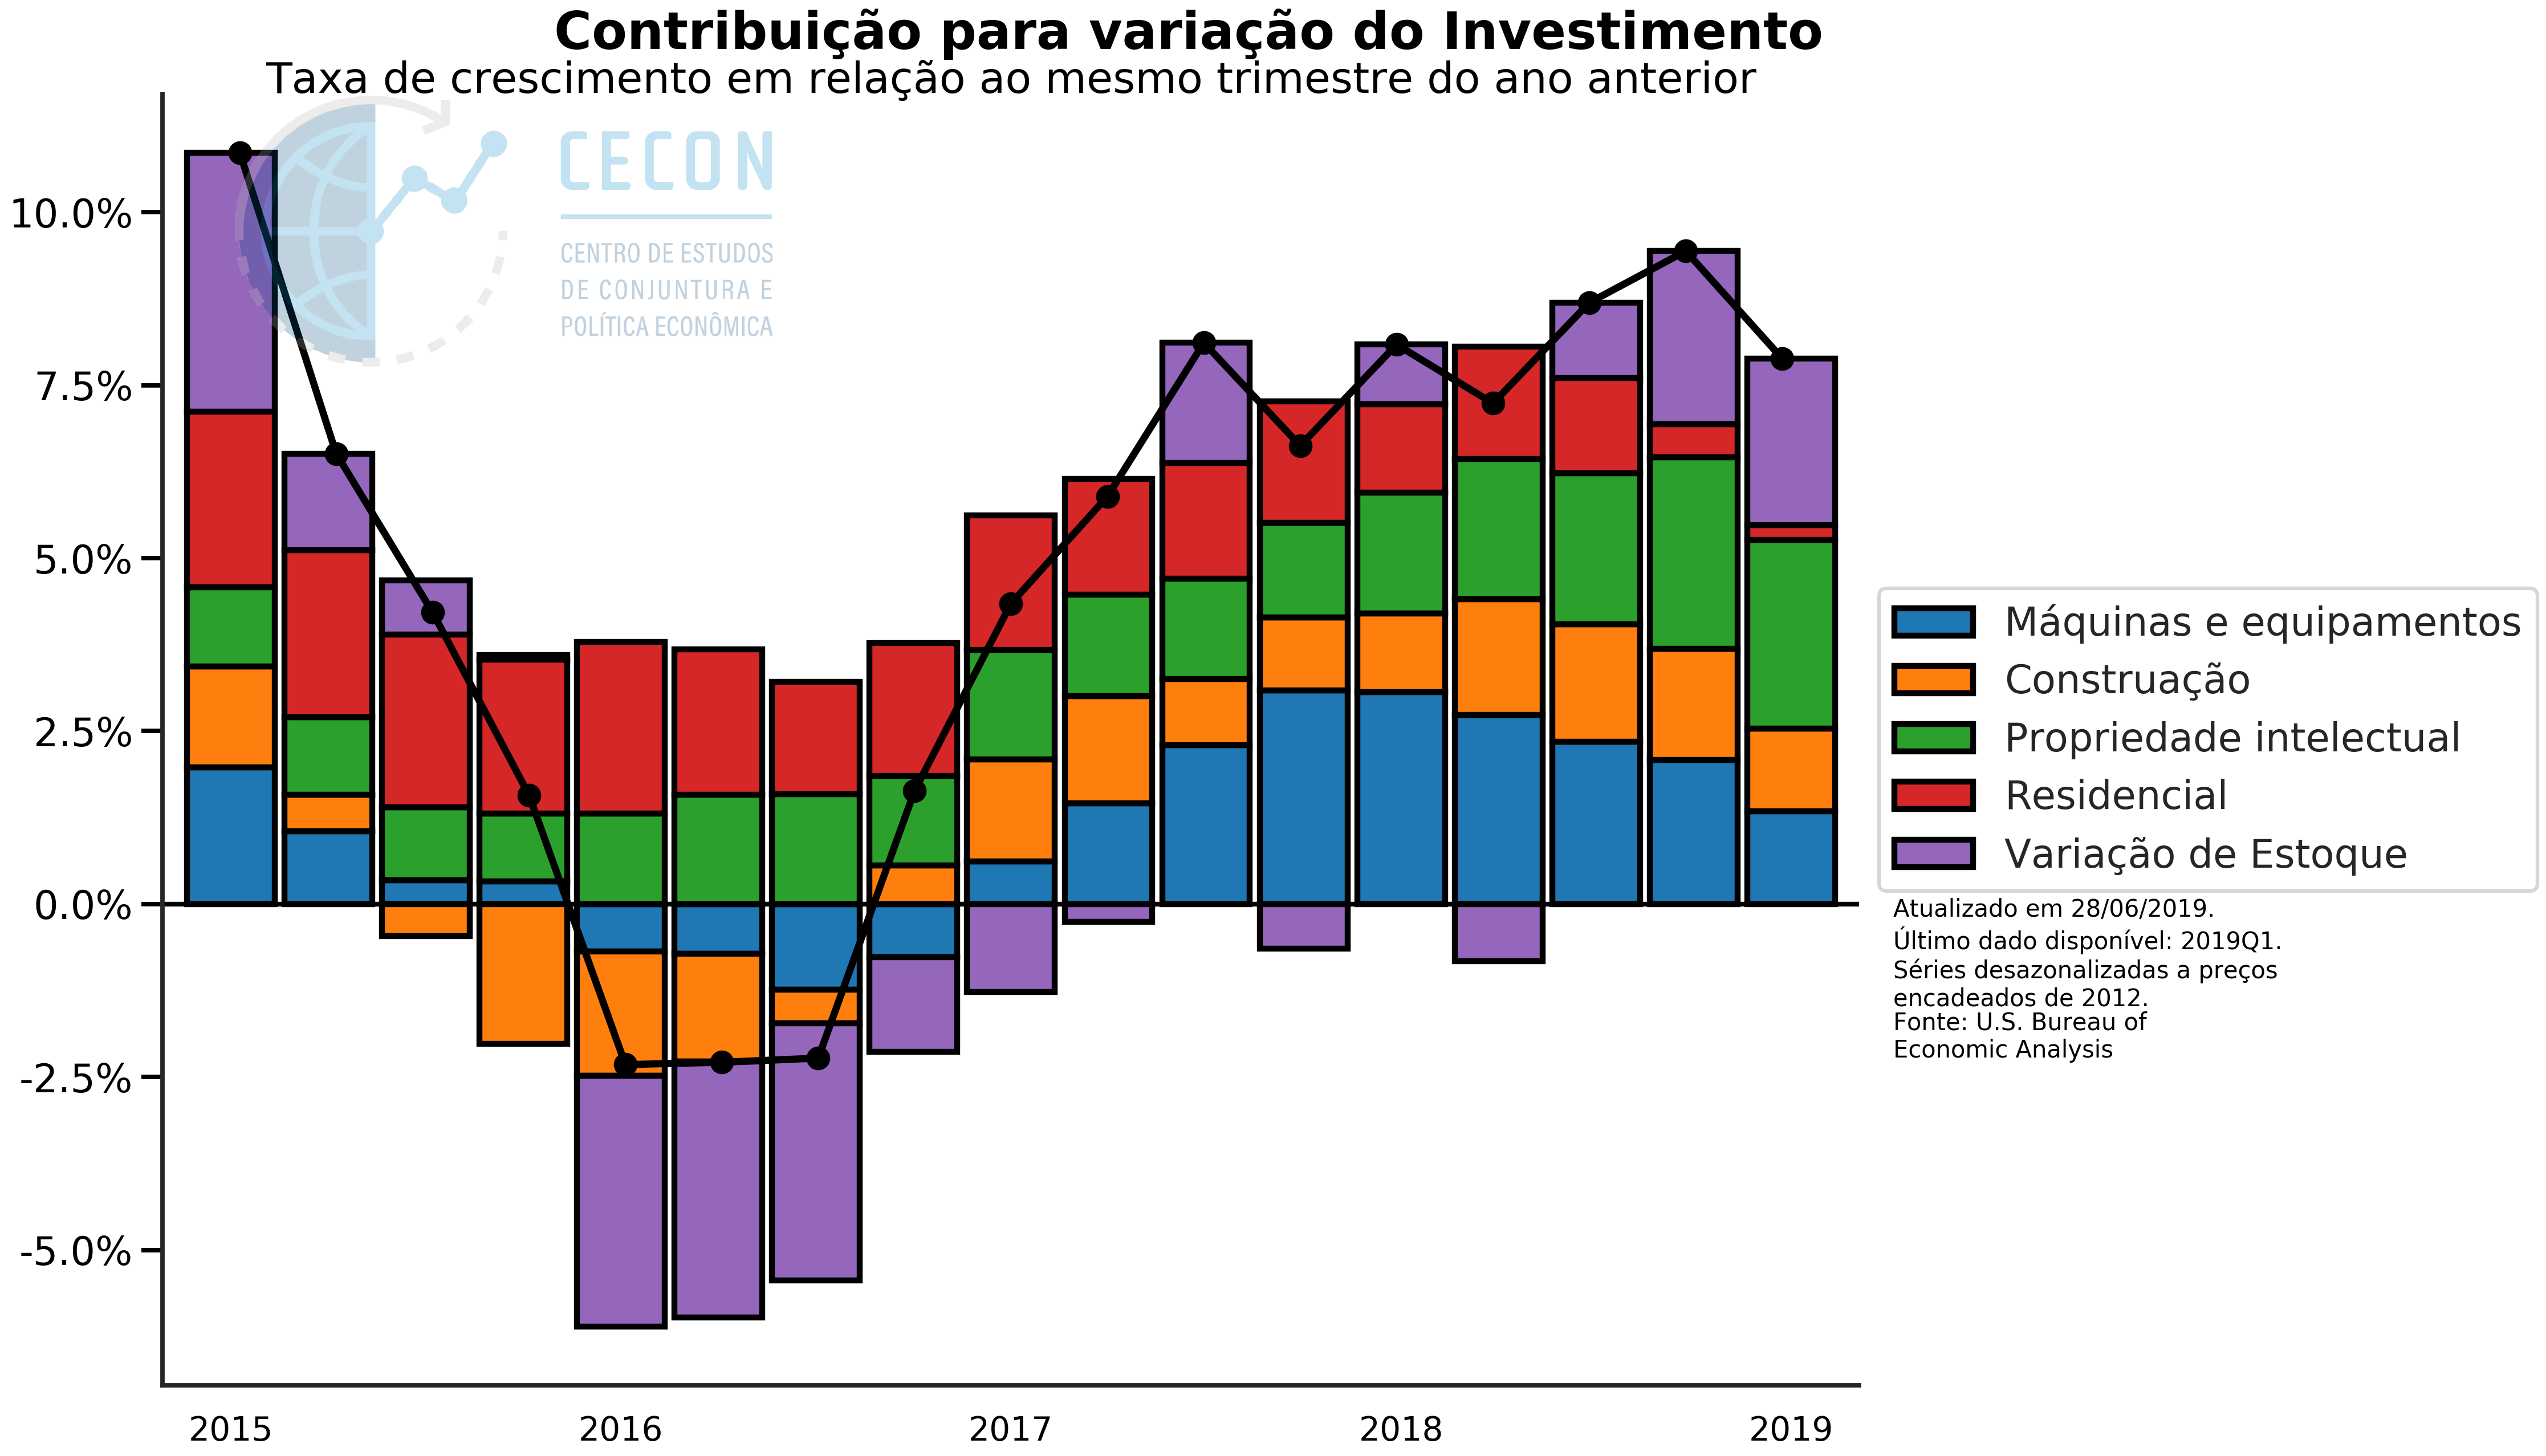 Contribuição para variação do Investimento
Taxa de crescimento em relação ao mesmo trimestre do ano anterior
CECON
CENTRO DE ESTUDOS
DE CONJUNTURA E
POLÍTICA ECONÔMICA
10.0%
7.5%
5.0%
2.5%
0.0%
-2.5%
-5.0%
2015 2016 2017 2018 2019
Máquinas e equipamentos
Construação
Propriedade intelectual
Residencial
Variação de Estoque
Atualizado em 28/06/2019.
Último dado disponível: 2019Q1.
Séries desazonalizadas a preços
encadeados de 2012.
Fonte: U.S. Bureau of
Economic Analysis